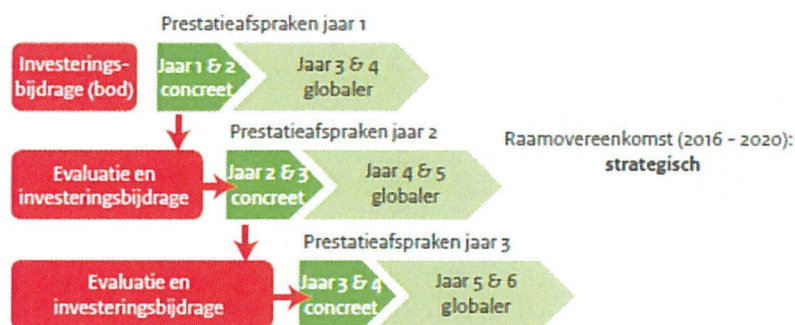 Prestatieafspraken jaar 1
Investerings-
bijdrage (bod)
Jaar 1 & 2
concreet
Jaar 3 & 4
globaler
Prestatieafspraken jaar 2
Evaluatie en
investeringsbijdrage
Jaar 2 & 3
concreet
Jaar 4 & 5
globaler
Raamovereenkomst (2016 - 2020):
strategisch
Prestatieafspraken jaar 3
Evaluatie en
investeringsbijdrage
Jaar 3 & 4
concreet
Jaar 5 & 6
globaler